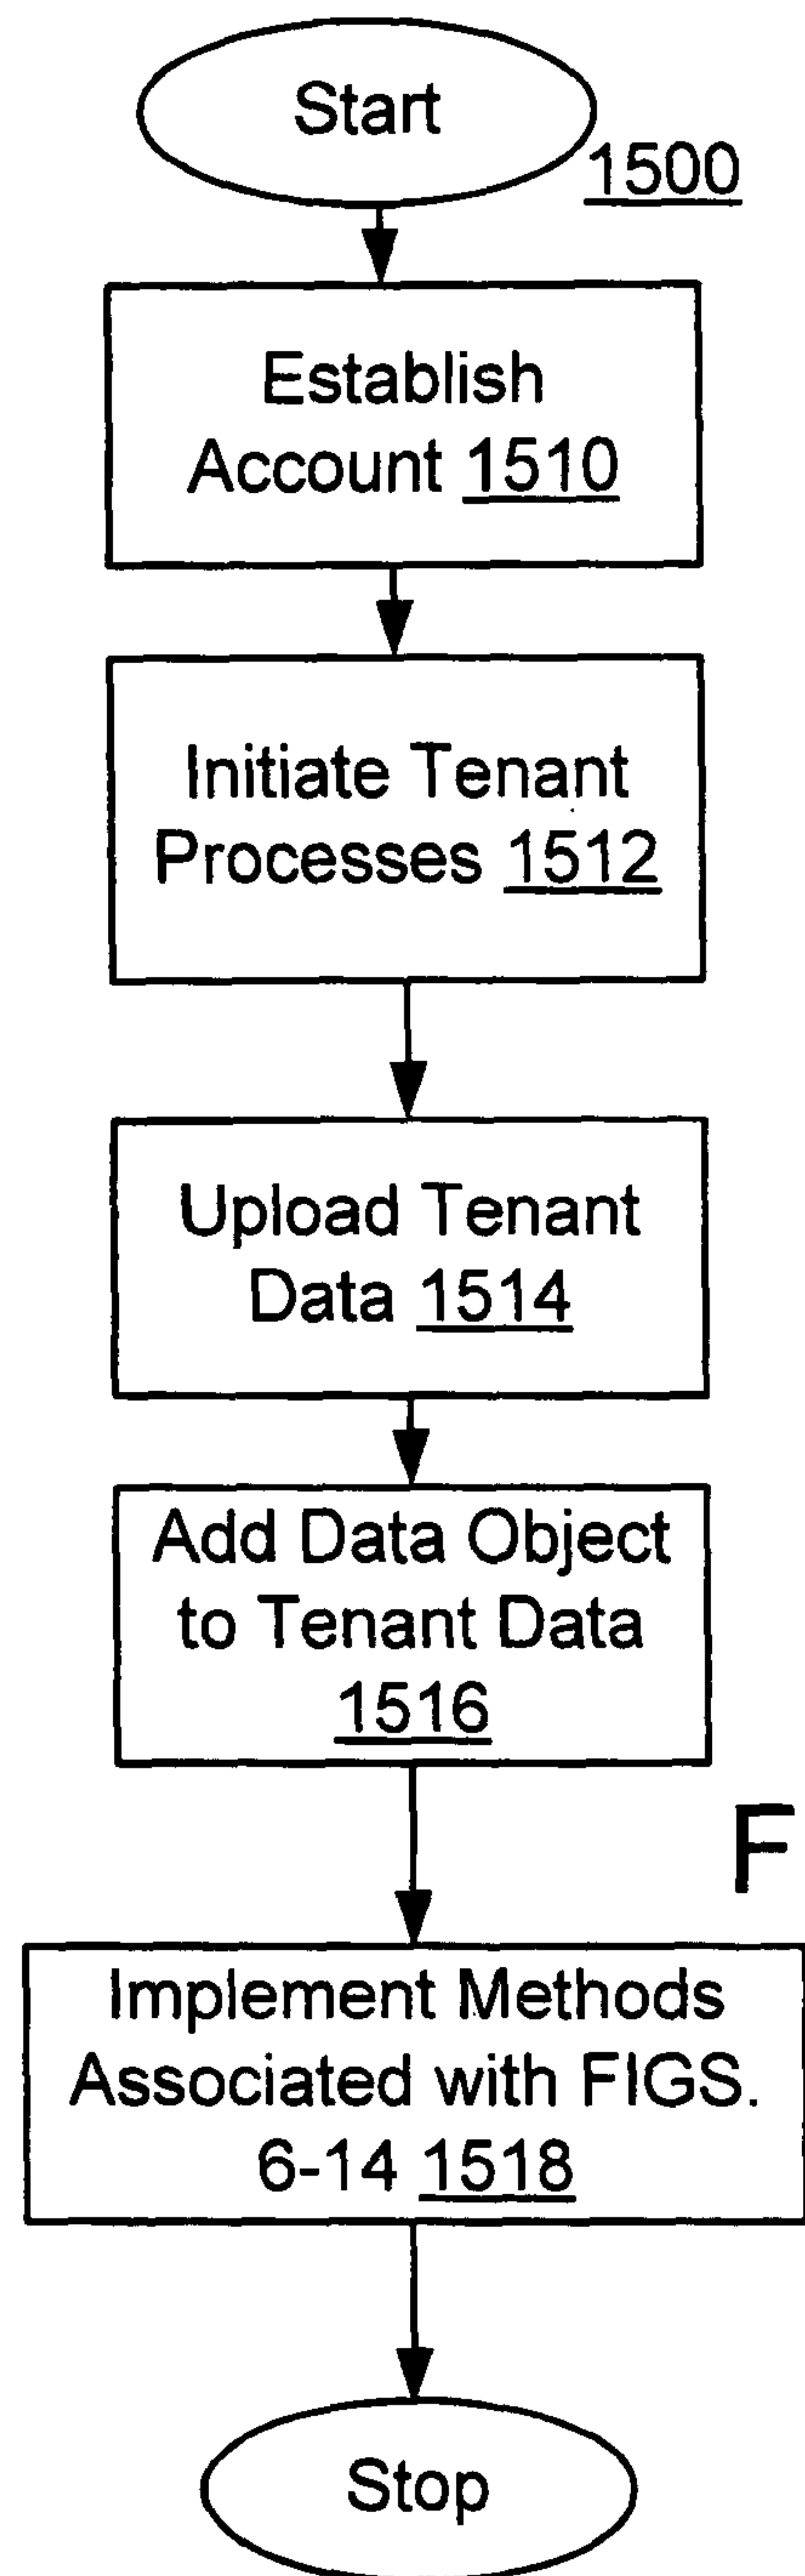 Start
1500
Establish
Account 1510
Initiate Tenant
Processes 1512
Upload Tenant
Data 1514
Add Data Object
to Tenant Data
1516
F
Implement Methods
Associated with FIGS.
6-14 1518
Stop